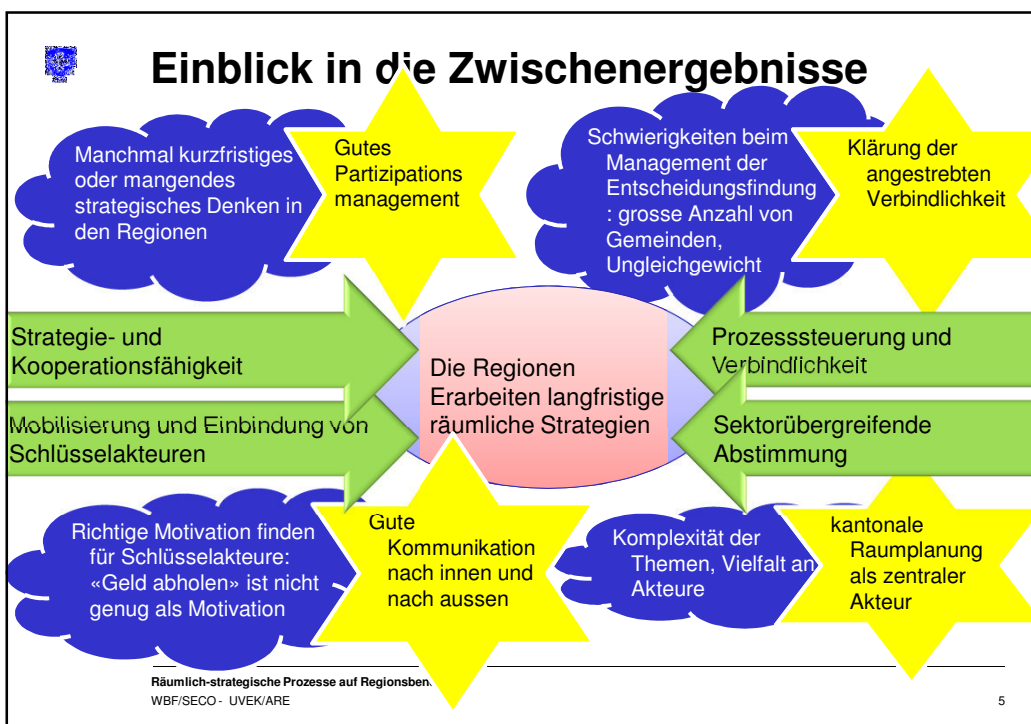 Einblick in die Zwischenergebnisse
Manchmal kurzfristiges
oder mangendes
strategisches Denken in
den Regionen
Gutes
Partizipations
management
Schwierigkeiten beim
Management der
Entscheidungsfindung
: grosse Anzahl von
Gemeinden,
Ungleichgewicht
Klärung der
angestrebten
Verbindlichkeit
Strategie- und
Kooperationsfähigkeit
Mobilisierung und Einbindung von
Schlüsselakteuren
Die Regionen
Erarbeiten langfristige
räumliche Strategien
Prozesssteuerung und
Verbindlichkeit
Sektorübergreifende
Abstimmung
Richtige Motivation finden
für Schlüsselakteure:
«Geld abholen» ist nicht
genug als Motivation
Gute
Kommunikation
nach innen und
nach aussen
Komplexität der
Themen, Vielfalt an
Akteure
kantonale
Raumplanung
als zentraler
Akteur
Räumlich-strategische Prozesse auf
WBF/SECO - UVEK/ARE
5